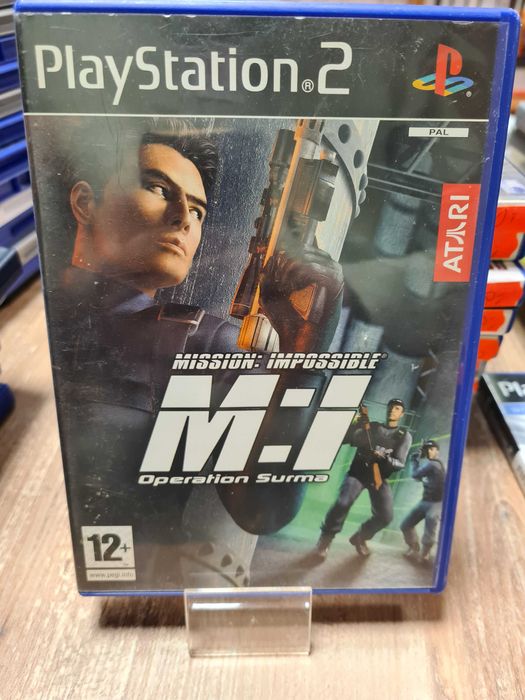 PlayStation®2
PAL
ATARI
MISSION: IMPOSSIBLE®
M:I
Operation Surma
12+
www.pegi.info